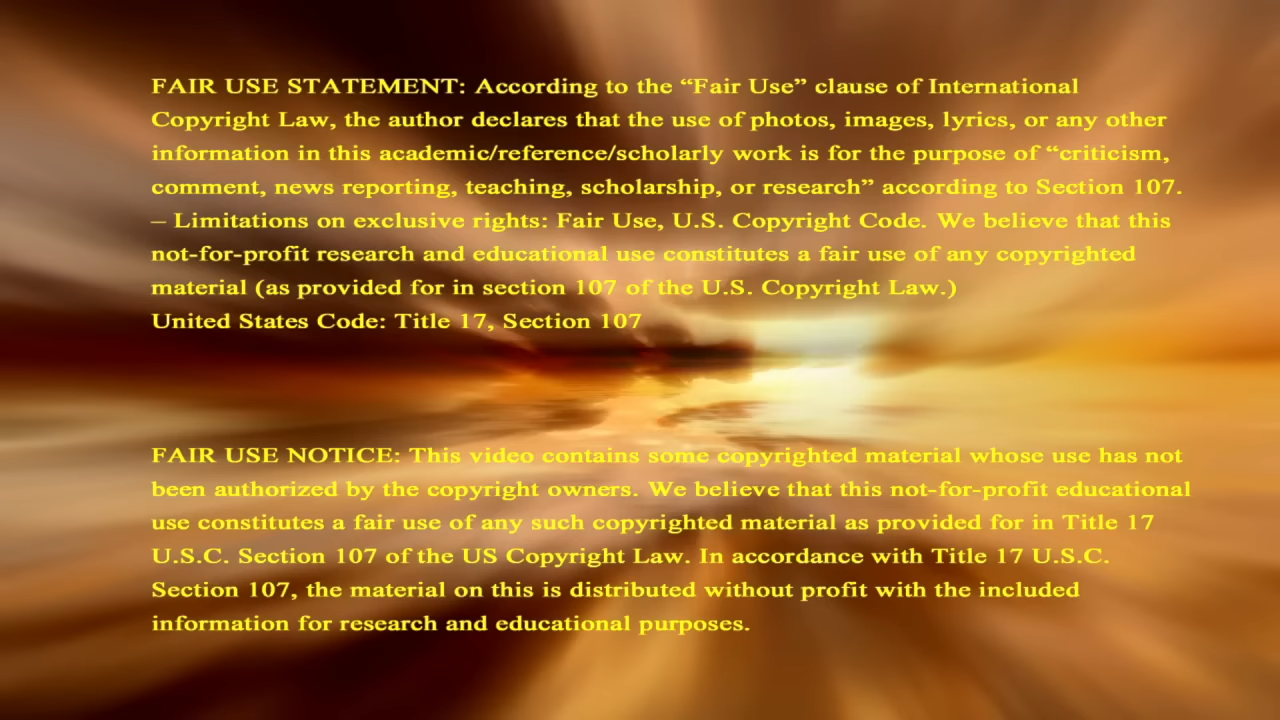 FAIR USE STATEMENT: According to the “Fair Use” clause of International
Copyright Law, the author declares that the use of photos, images, lyrics, or any other
information in this academic/reference/scholarly work is for the purpose of “criticism,
comment, news reporting, teaching, scholarship, or research” according to Section 107.
– Limitations on exclusive rights: Fair Use, U.S. Copyright Code. We believe that this
not-for-profit research and educational use constitutes a fair use of any copyrighted
material (as provided for in section 107 of the U.S. Copyright Law.)
United States Code: Title 17, Section 107
FAIR USE NOTICE: This video contains some copyrighted material whose use has not
been authorized by the copyright owners. We believe that this not-for-profit educational
use constitutes a fair use of any such copyrighted material as provided for in Title 17
U.S.C. Section 107 of the US Copyright Law. In accordance with Title 17 U.S.C.
Section 107, the material on this is distributed without profit with the included
information for research and educational purposes.